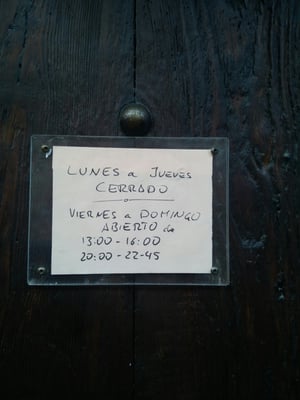 LUNES a JUEVES
CERRADO
VIERNES a DOMINGO
ABIERTO de
13:00-16:00
20:00-22-45